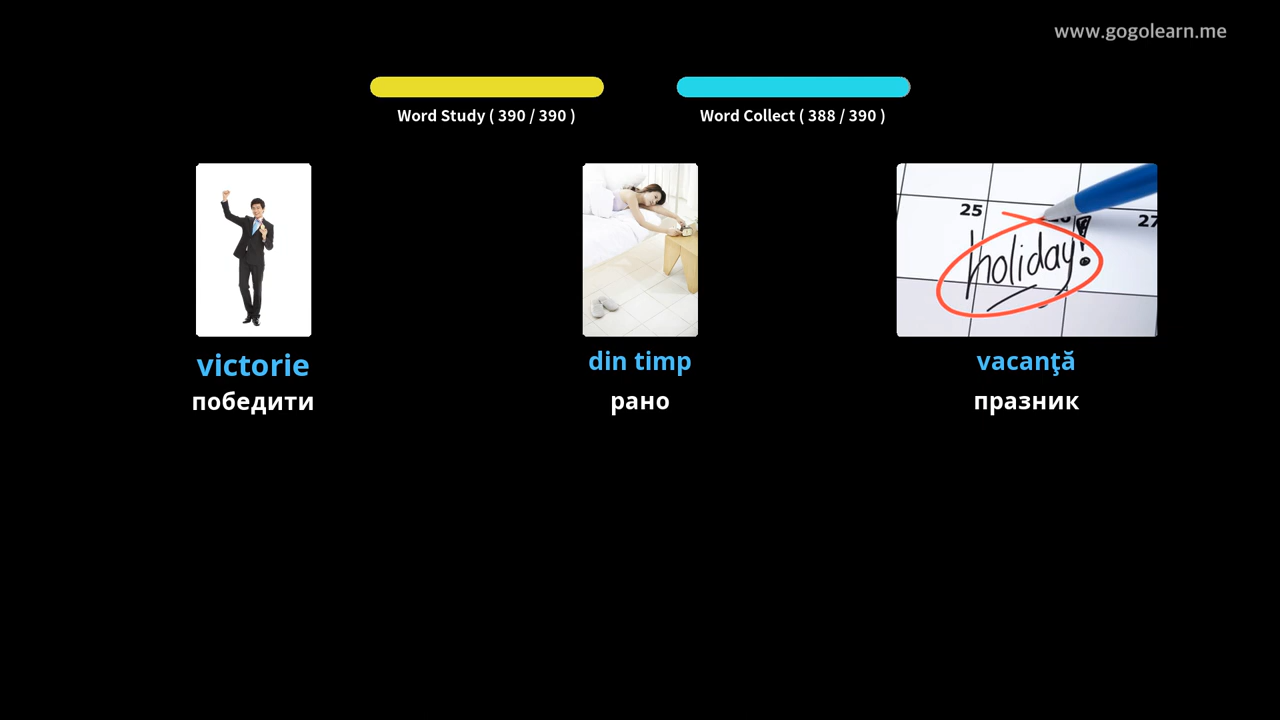 www.gogolearn.me
Word Study ( 390 / 390 )
Word Collect ( 388 / 390 )
25
27
holiday!
victorie
din timp
vacanţă
победити
рано
празник